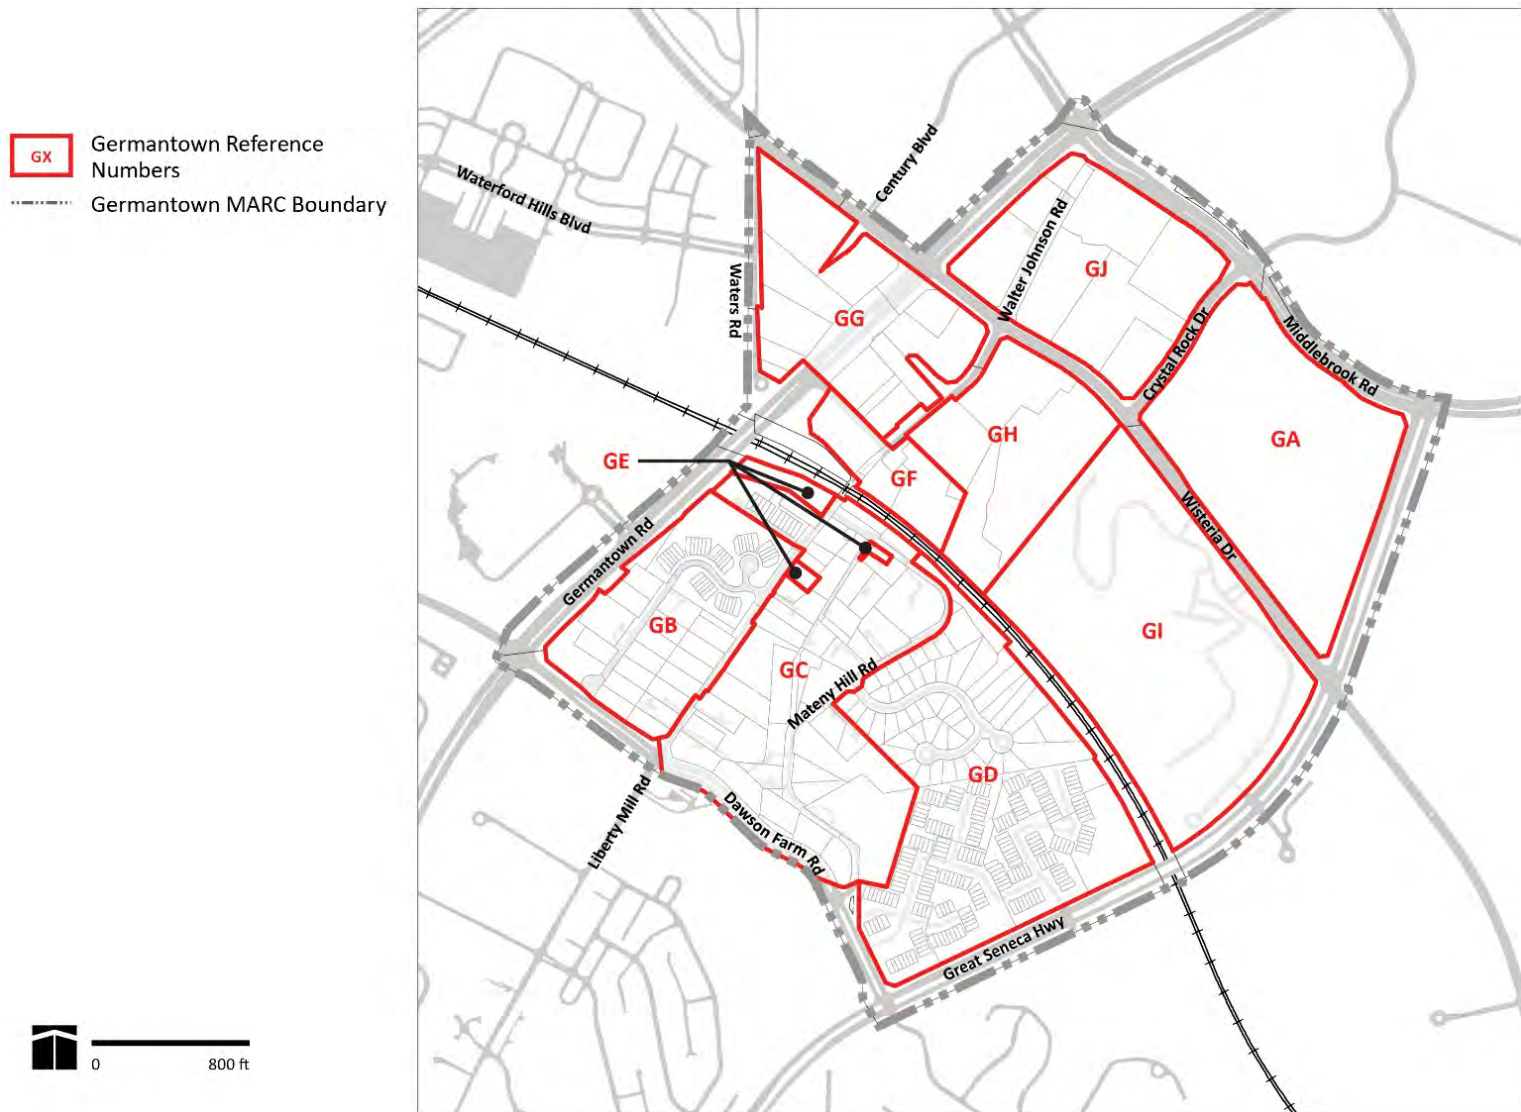 GX
Germantown Reference
Numbers
Germantown MARC Boundary
Waterford Hills Blvd
Waters Rd
Century Blvd
Walter Johnson Rd
GJ
GG
Crystal Rock Dr
Middlebrook Rd
GH
GA
GE
GF
Wisteria Dr
Germantown Rd
GB
GC
GI
Mateny Hill Rd
GD
Liberty Mill Rd
Dawson Farm Rd
Great Seneca Hwy
0 800 ft